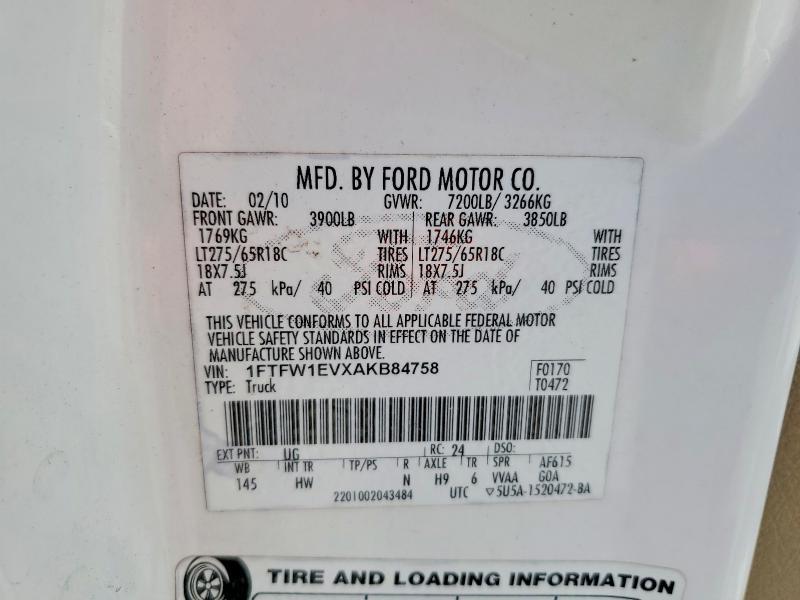 MFD. BY FORD MOTOR CO.
DATE: 02/10 GVWR: 7200LB/ 3266KG
FRONT GAWR: 3900LB REAR GAWR: 3850LB
1769KG WITH 1746KG WITH
LT275/65R18C TIRES LT275/65R18C TIRES
18X7.5J RIMS 18X7.5J RIMS
AT 275 kPa/ 40 PSI COLD AT 275 kPa/ 40 PSI COLD
THIS VEHICLE CONFORMS TO ALL APPLICABLE FEDERAL MOTOR
VEHICLE SAFETY STANDARDS IN EFFECT ON THE DATE OF
MANUFACTURE SHOWN ABOVE.
VIN: 1FTFW1EVXAKB84758 F0170
TYPE: Truck T0472
EXT PNT: UG RC: 24 DSO:
WB INT TR TP/PS R AXLE TR SPR AF615
145 HW N H9 6 VVAA GOA
2201002043484 UTC ▽5U5A-1520472-BA
TIRE AND LOADING INFORMATION